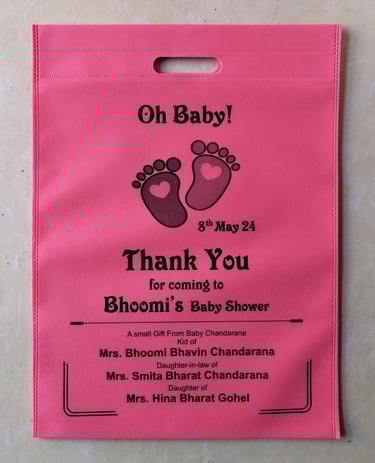 Oh Baby!
8th May 24
Thank You
for coming to
Bhoomi's Baby Shower
A small Gift From Baby Chandarana
Kid of
Mrs. Bhoomi Bhavin Chandarana
Daughter-in-law of
Mrs. Smita Bharat Chandarana
Daughter of
Mrs. Hina Bharat Gohel